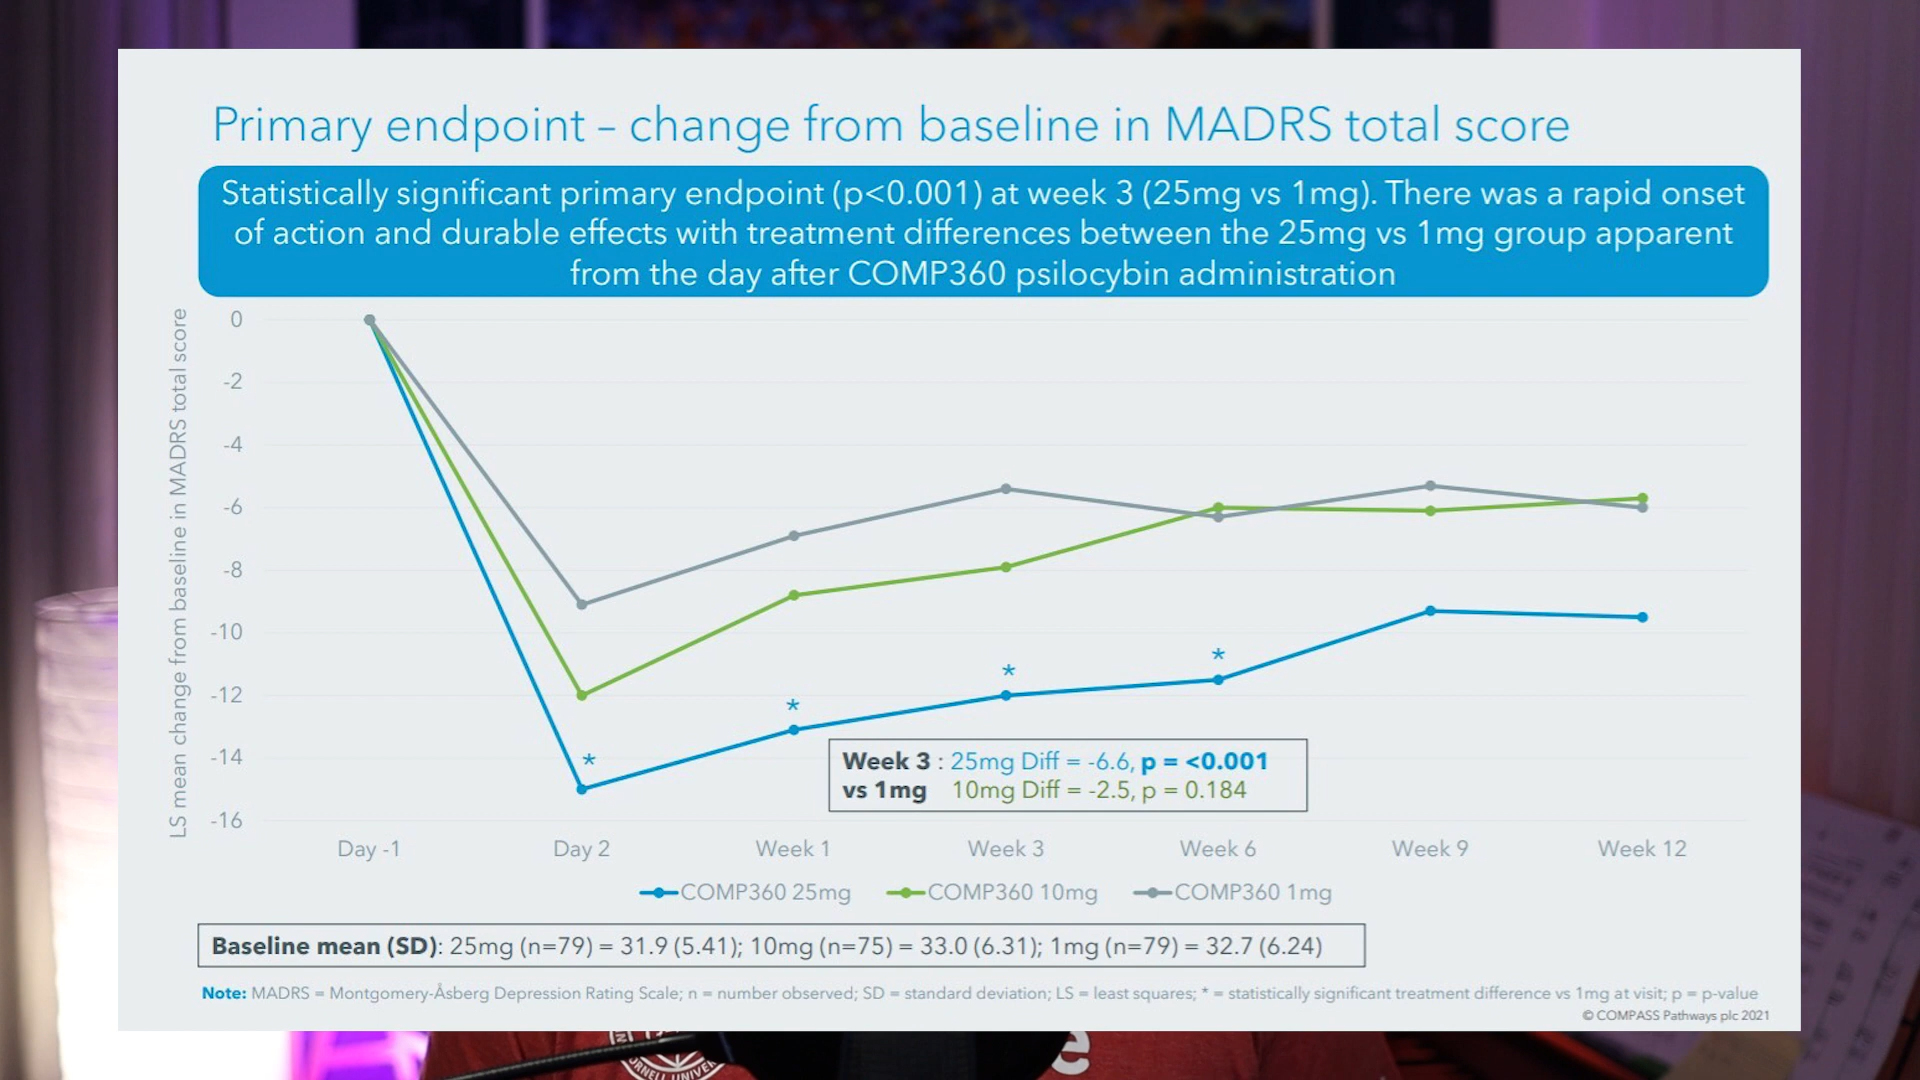 Primary endpoint – change from baseline in MADRS total score
Statistically significant primary endpoint (p<0.001) at week 3 (25mg vs 1mg). There was a rapid onset
of action and durable effects with treatment differences between the 25mg vs 1mg group apparent
from the day after COMP360 psilocybin administration
LS mean change from baseline in MADRS total score
0
-2
-4
-6
-8
-10
-12
-14
-16
*
*
*
*
Week 3 : 25mg Diff = -6.6, p = <0.001
vs 1mg 10mg Diff = -2.5, p = 0.184
Day -1
Day 2
Week 1
Week 3
Week 6
Week 9
Week 12
COMP360 25mg
COMP360 10mg
COMP360 1mg
Baseline mean (SD): 25mg (n=79) = 31.9 (5.41); 10mg (n=75) = 33.0 (6.31); 1mg (n=79) = 32.7 (6.24)
Note: MADRS = Montgomery-Åsberg Depression Rating Scale; n = number observed; SD = standard deviation; LS = least squares; * = statistically significant treatment difference vs 1mg at visit; p = p-value
© COMPASS Pathways plc 2021